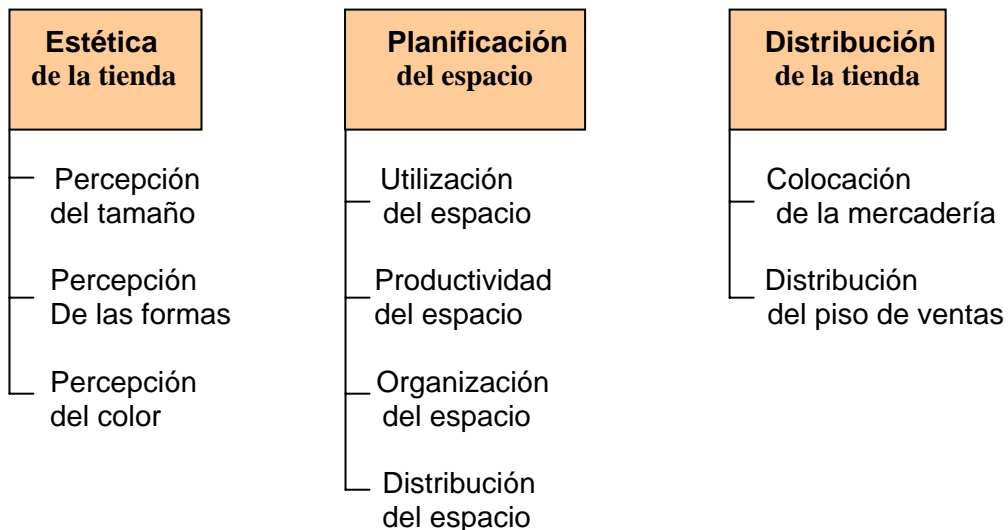 Estética
de la tienda
Percepción
del tamaño
Percepción
De las formas
Percepción
del color
Planificación
del espacio
Utilización
del espacio
Productividad
del espacio
Organización
del espacio
Distribución
del espacio
Distribución
de la tienda
Colocación
de la mercadería
Distribución
del piso de ventas